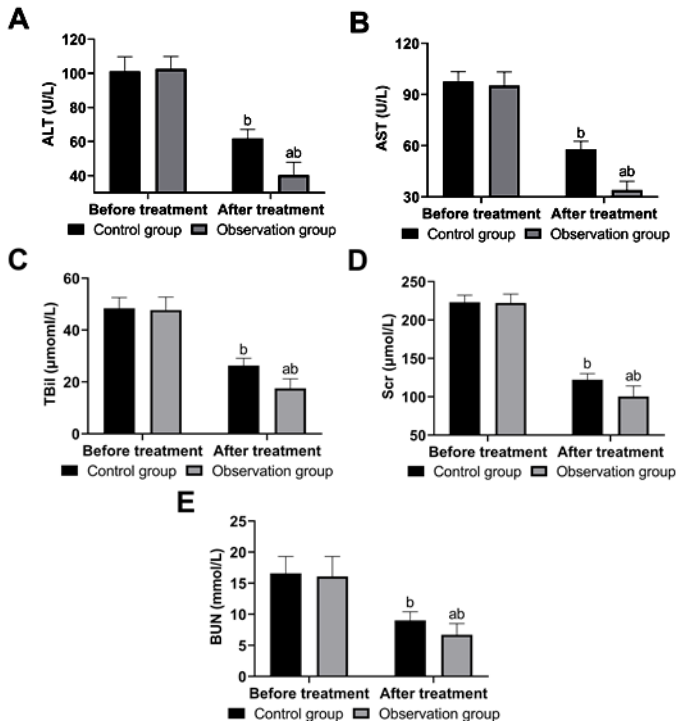 A
ALT (U/L)
120
100
80
60
40
b
ab
Before treatment After treatment
Control group Observation group
B
AST (U/L)
120
90
60
30
b
ab
Before treatment After treatment
Control group Observation group
C
TBil (μmoml/L)
60
40
20
0
b
ab
Before treatment After treatment
Control group Observation group
D
Scr (μmol/L)
250
200
150
100
50
b
ab
Before treatment After treatment
Control group Observation group
E
BUN (mmol/L)
25
20
15
10
5
0
b
ab
Before treatment After treatment
Control group Observation group